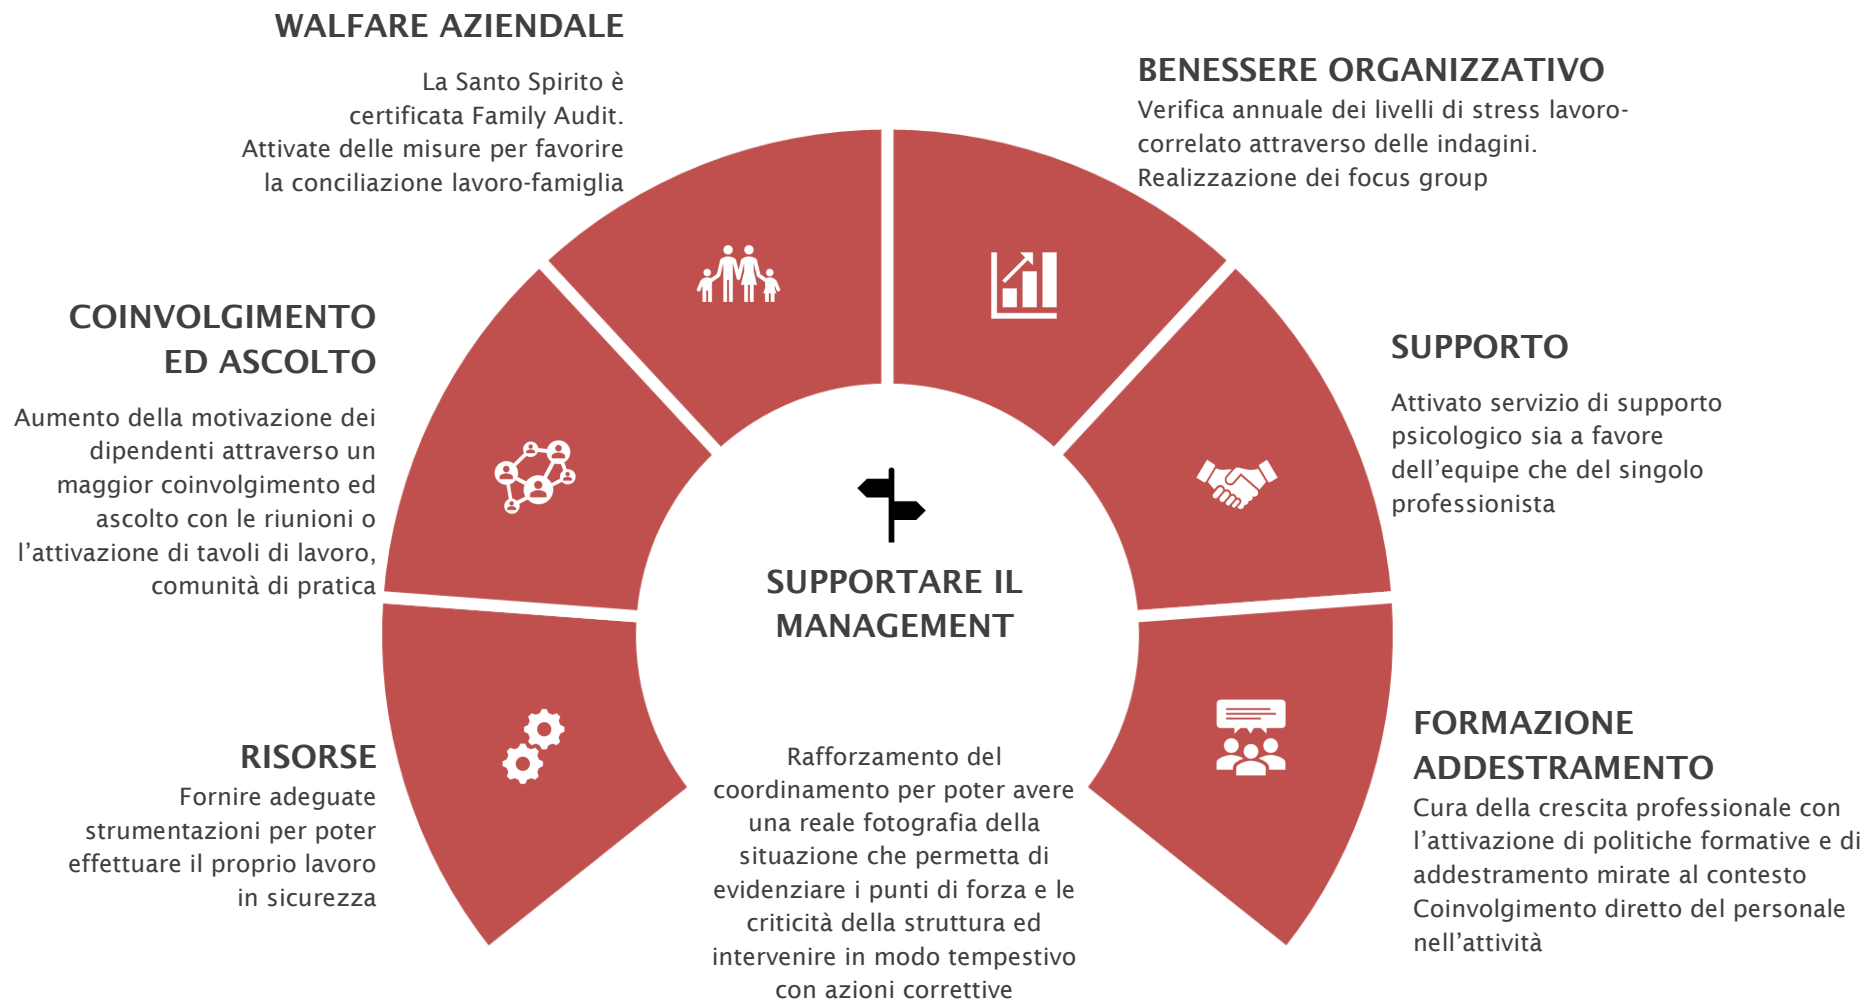 WALFARE AZIENDALE
La Santo Spirito è
certificata Family Audit.
Attivate delle misure per favorire
la conciliazione lavoro-famiglia
BENESSERE ORGANIZZATIVO
Verifica annuale dei livelli di stress lavoro-
correlato attraverso delle indagini.
Realizzazione dei focus group
COINVOLGIMENTO
ED ASCOLTO
Aumento della motivazione dei
dipendenti attraverso un
maggior coinvolgimento ed
ascolto con le riunioni o
l’attivazione di tavoli di lavoro,
comunità di pratica
SUPPORTO
Attivato servizio di supporto
psicologico sia a favore
dell’equipe che del singolo
professionista
SUPPORTARE IL
MANAGEMENT
Rafforzamento del
coordinamento per poter avere
una reale fotografia della
situazione che permetta di
evidenziare i punti di forza e le
criticità della struttura ed
intervenire in modo tempestivo
con azioni correttive
RISORSE
Fornire adeguate
strumentazioni per poter
effettuare il proprio lavoro
in sicurezza
FORMAZIONE
ADDESTRAMENTO
Cura della crescita professionale con
l’attivazione di politiche formative e di
addestramento mirate al contesto
Coinvolgimento diretto del personale
nell’attività